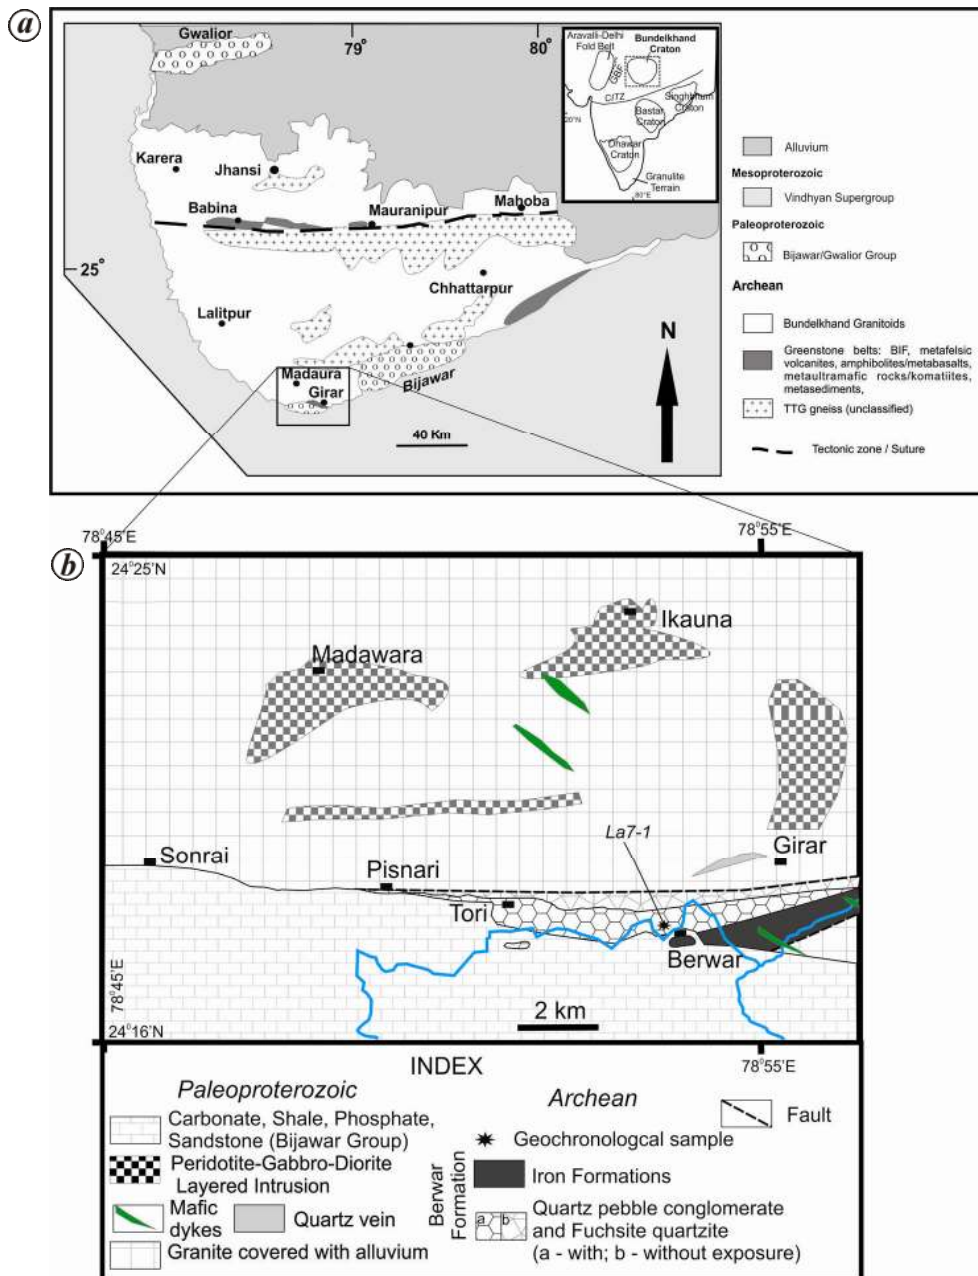 a
79°
80°
Gwalior
Karera
Jhansi
Babina
Mauranipur
Mahoba
25°
Chhattarpur
Lalitpur
Madaura
Girar
Bijawar
40 Km
N
Aravalli-Delhi
Fold Belt
Bundelkhand
Craton
GBF
CITZ
Singhbhum
Craton
Bastar
Craton
Dhawar
Craton
Granulite
Terrain
20°N
80°E
Alluvium
Mesoproterozoic
Vindhyan Supergroup
Paleoproterozoic
Bijawar/Gwalior Group
Archean
Bundelkhand Granitoids
Greenstone belts: BIF, metafelsic
volcanites, amphibolites/metabasalts,
metaultramafic rocks/komatiites,
metasediments,
TTG gneiss (unclassified)
Tectonic zone / Suture
b
78°45'E
78°55'E
24°25'N
Ikauna
Madawara
La7-1
Sonrai
Pisnari
Girar
Tori
Berwar
78°45'E
2 km
24°16'N
78°55'E
INDEX
Paleoproterozoic
Carbonate, Shale, Phosphate,
Sandstone (Bijawar Group)
Peridotite-Gabbro-Diorite
Layered Intrusion
Mafic
dykes
Quartz vein
Granite covered with alluvium
Archean
Fault
Geochronologcal sample
Berwar
Formation
Iron Formations
a
b
Quartz pebble conglomerate
and Fuchsite quartzite
(a - with; b - without exposure)